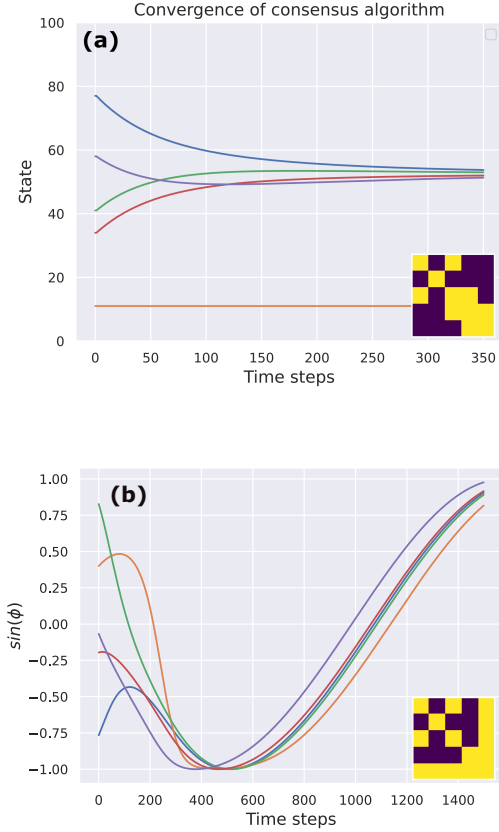 Convergence of consensus algorithm
(a)
100
80
60
40
20
0
State
0 50 100 150 200 250 300 350
Time steps
(b)
1.00
0.75
0.50
0.25
0.00
−0.25
−0.50
−0.75
−1.00
sin(ϕ)
0 200 400 600 800 1000 1200 1400
Time steps